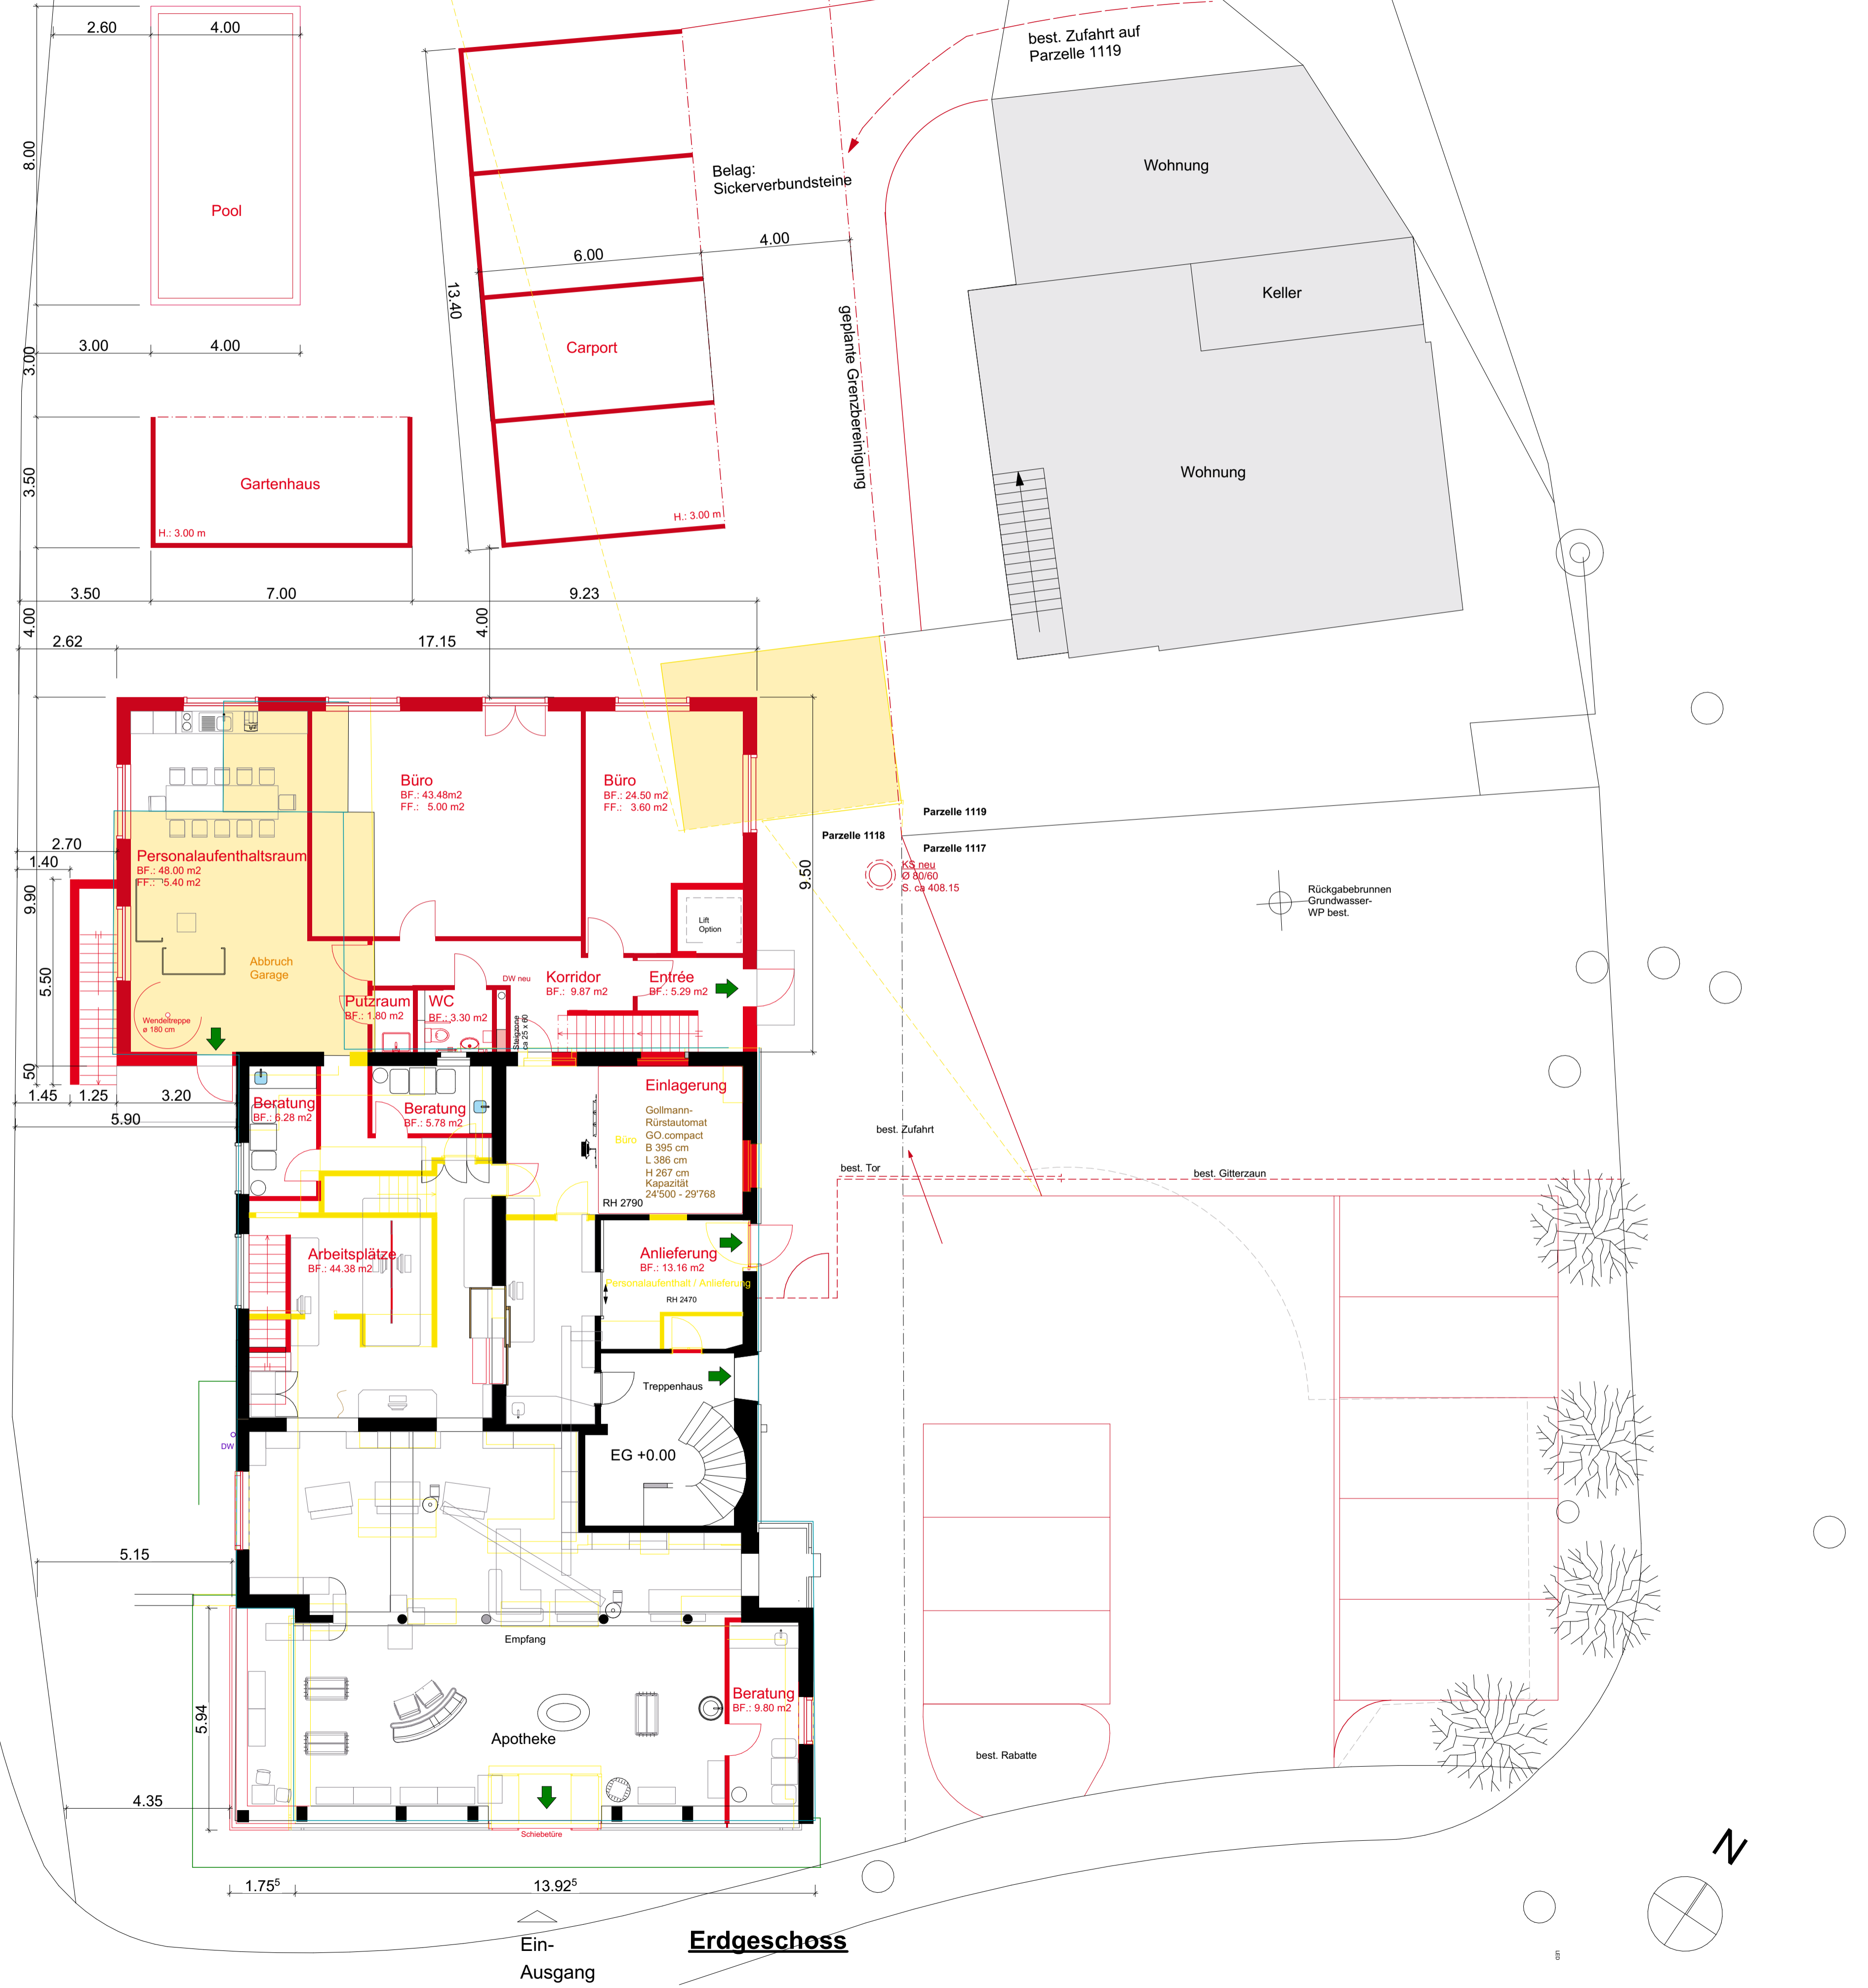 2.60
4.00
best. Zufahrt auf
Parzelle 1119
8.00
Pool
Belag:
Sickerverbundsteine
Wohnung
4.00
6.00
13.40
Keller
geplante Grenzbereinigung
3.00
3.00
4.00
Carport
3.50
Gartenhaus
H.: 3.00 m
H.: 3.00 m
Wohnung
3.50
7.00
9.23
4.00
4.00
2.62
17.15
Büro
BF.: 43.48m2
FF.: 5.00 m2
Büro
BF.: 24.50 m2
FF.: 3.60 m2
Parzelle 1119
Parzelle 1118
Parzelle 1117
2.70
1.40
Personalaufenthaltsraum
BF.: 48.00 m2
FF.: 5.40 m2
9.90
9.50
KS neu
Ø 80/60
S. ca 408.15
Rückgabebrunnen
Grundwasser-
WP best.
Lift
Option
5.50
Abbruch
Garage
DW neu
Korridor
BF.: 9.87 m2
Entrée
BF.: 5.29 m2
Putzraum
BF.: 1.80 m2
WC
BF.: 3.30 m2
Steigzone
ca 25 x 60
Wendeltreppe
ø 180 cm
50
1.45
1.25
3.20
5.90
Beratung
BF.: 6.28 m2
Beratung
BF.: 5.78 m2
Einlagerung
Büro
Gollmann-
Rürstautomat
GO.compact
B 395 cm
L 386 cm
H 267 cm
Kapazität
24'500 - 29'768
RH 2790
best. Zufahrt
best. Tor
best. Gitterzaun
Arbeitsplätze
BF.: 44.38 m2
Anlieferung
BF.: 13.16 m2
Personalaufenthalt / Anlieferung
RH 2470
Treppenhaus
EG +0.00
DW
5.15
Empfang
5.94
Beratung
BF.: 9.80 m2
Apotheke
best. Rabatte
4.35
Schiebetüre
1.75⁵
13.92⁵
N
Ein-
Ausgang
Erdgeschoss
LED